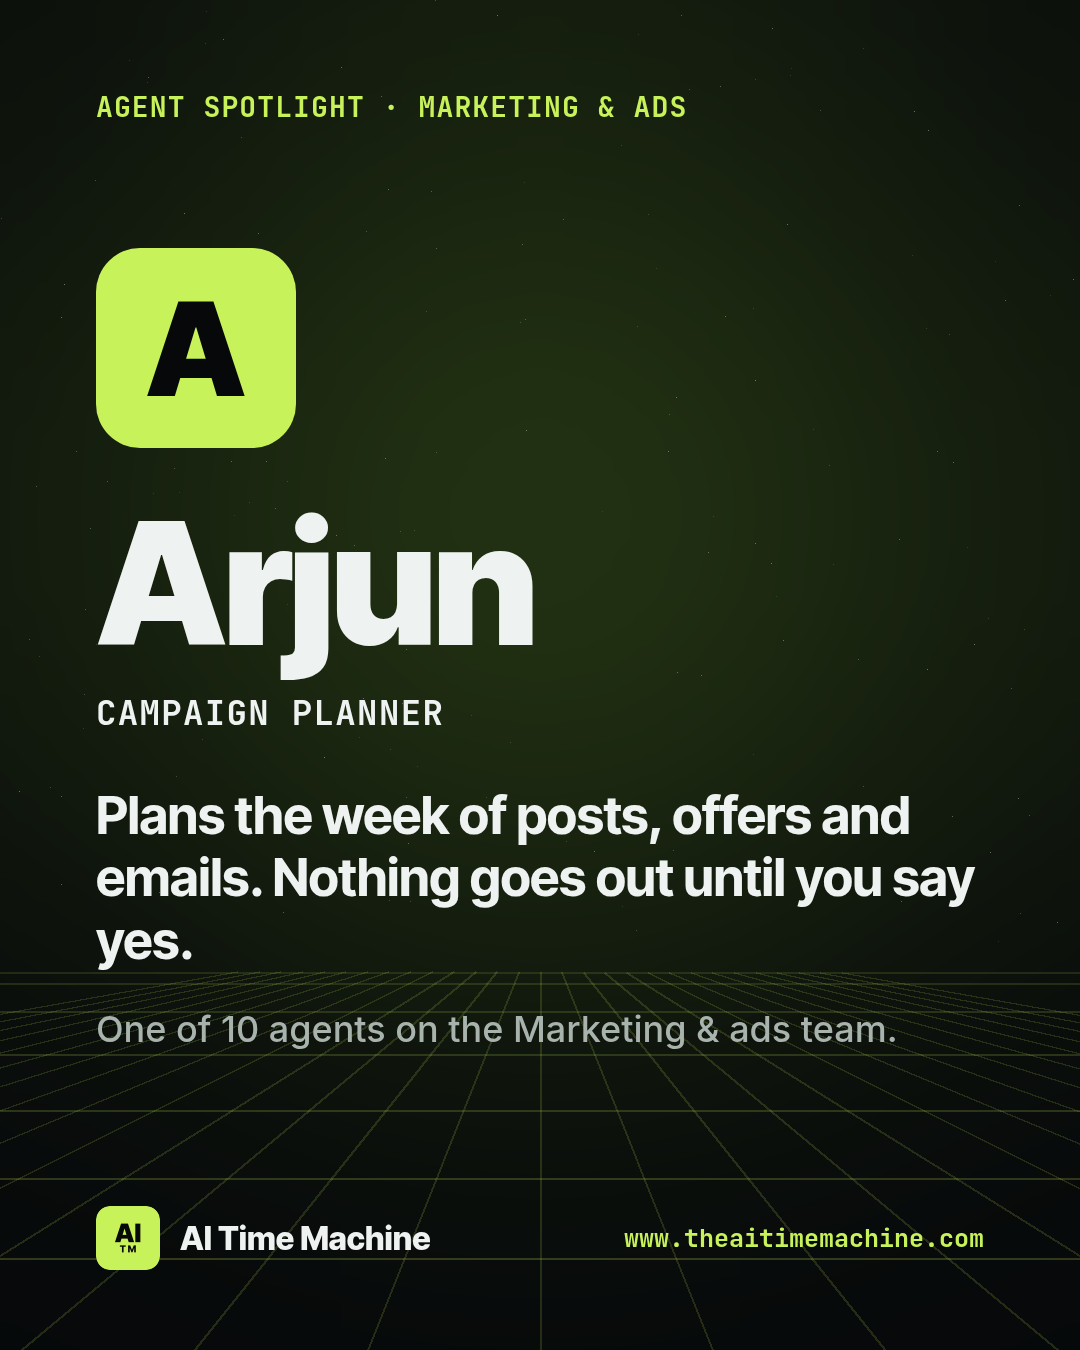 AGENT SPOTLIGHT · MARKETING & ADS
A
Arjun
CAMPAIGN PLANNER
Plans the week of posts, offers and
emails. Nothing goes out until you say
yes.
One of 10 agents on the Marketing & ads team.
AI
TM
AI Time Machine
www.theaitimemachine.com